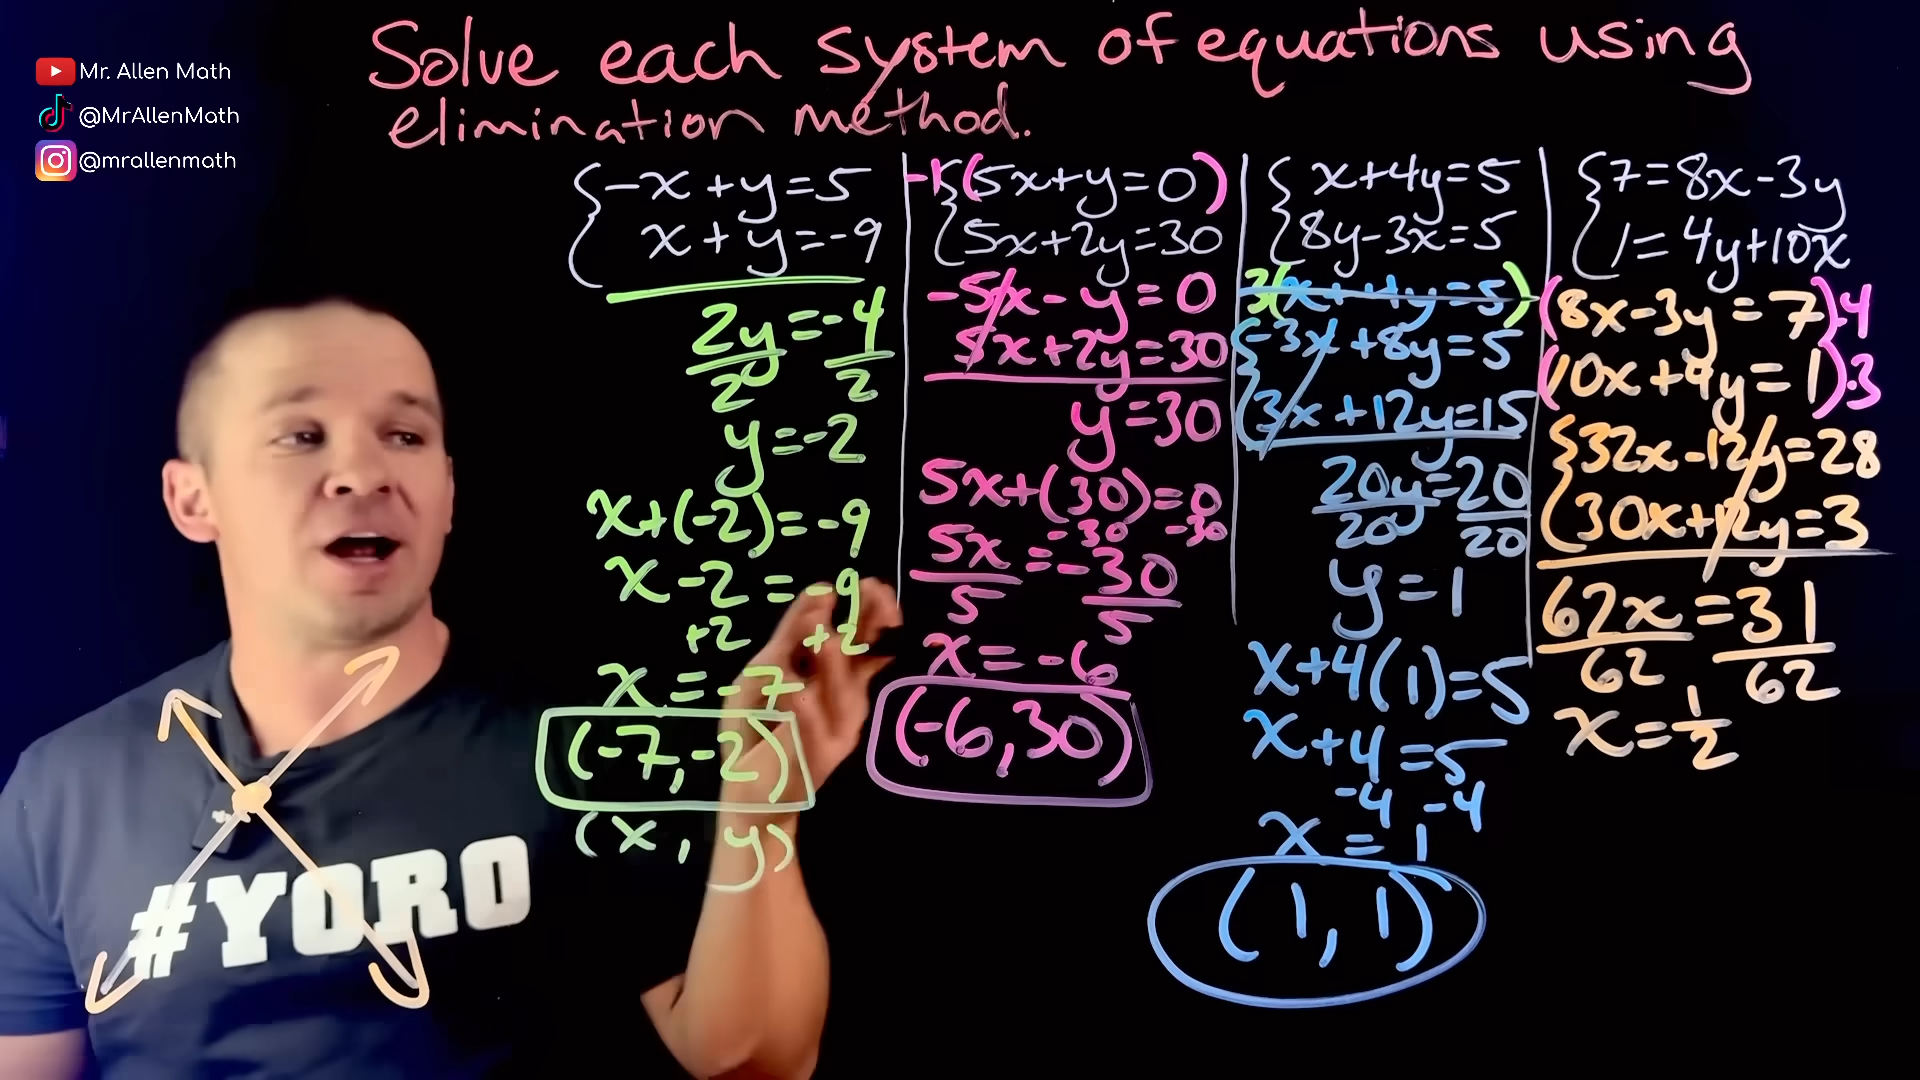 Mr. Allen Math
@MrAllenMath
@mrallenmath
Solve each system of equations using
elimination method.
-x+y=5
x+y=-9
2y=-4
2 2
y=-2
x+(-2)=-9
x-2=-9
+2 +2
x=-7
(-7,-2)
(x, y)
-1(5x+y=0)
5x+2y=30
-5x-y=0
5x+2y=30
y=30
5x+(30)=0
-30 -30
5x=-30
5 5
x=-6
(-6,30)
x+4y=5
8y-3x=5
3(x+4y=5)
-3x+8y=5
3x+12y=15
20y=20
20 20
y=1
x+4(1)=5
x+4=5
-4 -4
x=1
(1,1)
7=8x-3y
1=4y+10x
(8x-3y=7)·4
(10x+4y=1)·3
32x-12y=28
30x+12y=3
62x=31
62 62
x=1/2
#YORO